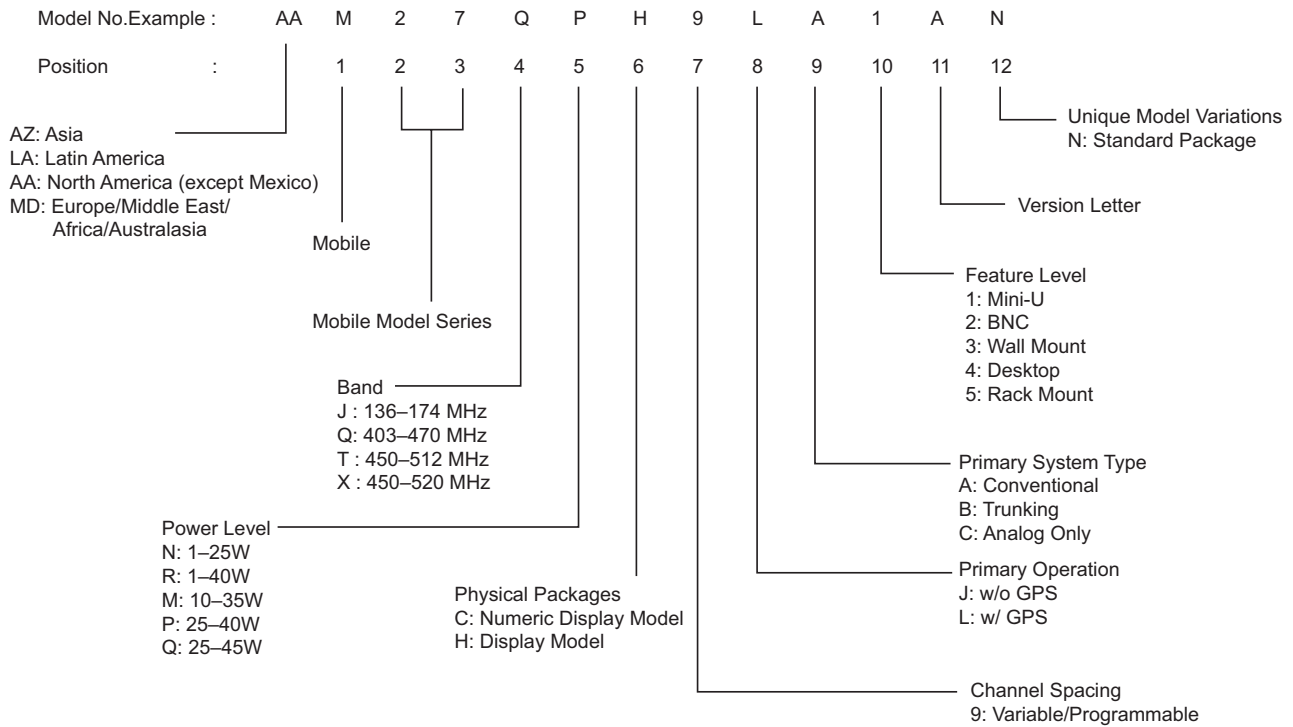 Model No.Example : AA M 2 7 Q P H 9 L A 1 A N
Position : 1 2 3 4 5 6 7 8 9 10 11 12
AZ: Asia
LA: Latin America
AA: North America (except Mexico)
MD: Europe/Middle East/
Africa/Australasia
Mobile
Mobile Model Series
Band
J : 136–174 MHz
Q: 403–470 MHz
T : 450–512 MHz
X : 450–520 MHz
Power Level
N: 1–25W
R: 1–40W
M: 10–35W
P: 25–40W
Q: 25–45W
Physical Packages
C: Numeric Display Model
H: Display Model
Unique Model Variations
N: Standard Package
Version Letter
Feature Level
1: Mini-U
2: BNC
3: Wall Mount
4: Desktop
5: Rack Mount
Primary System Type
A: Conventional
B: Trunking
C: Analog Only
Primary Operation
J: w/o GPS
L: w/ GPS
Channel Spacing
9: Variable/Programmable